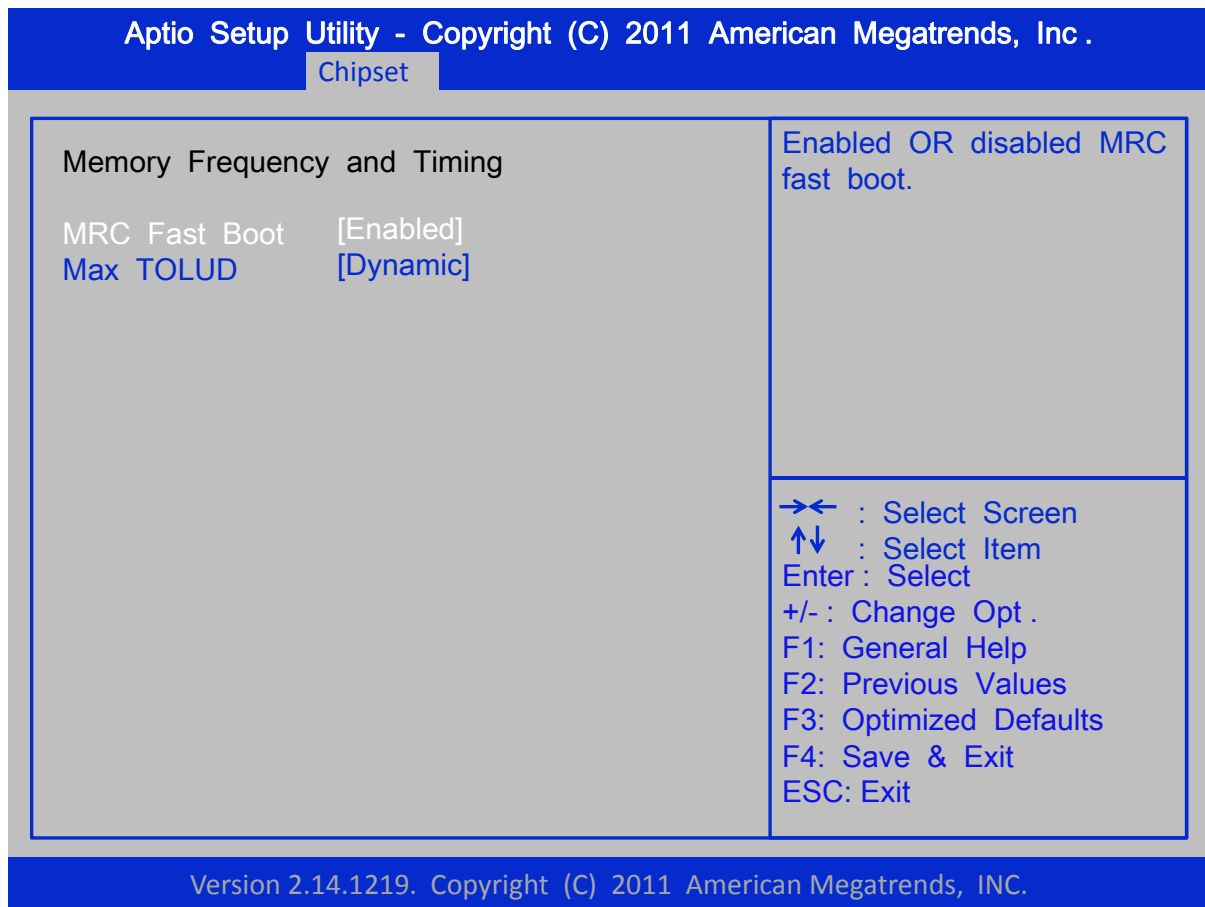 Aptio Setup Utility - Copyright (C) 2011 American Megatrends, Inc .
Chipset
Memory Frequency and Timing
MRC Fast Boot [Enabled]
Max TOLUD [Dynamic]
Enabled OR disabled MRC
fast boot.
→← : Select Screen
↑↓ : Select Item
Enter : Select
+/- : Change Opt .
F1: General Help
F2: Previous Values
F3: Optimized Defaults
F4: Save & Exit
ESC: Exit
Version 2.14.1219. Copyright (C) 2011 American Megatrends, INC.